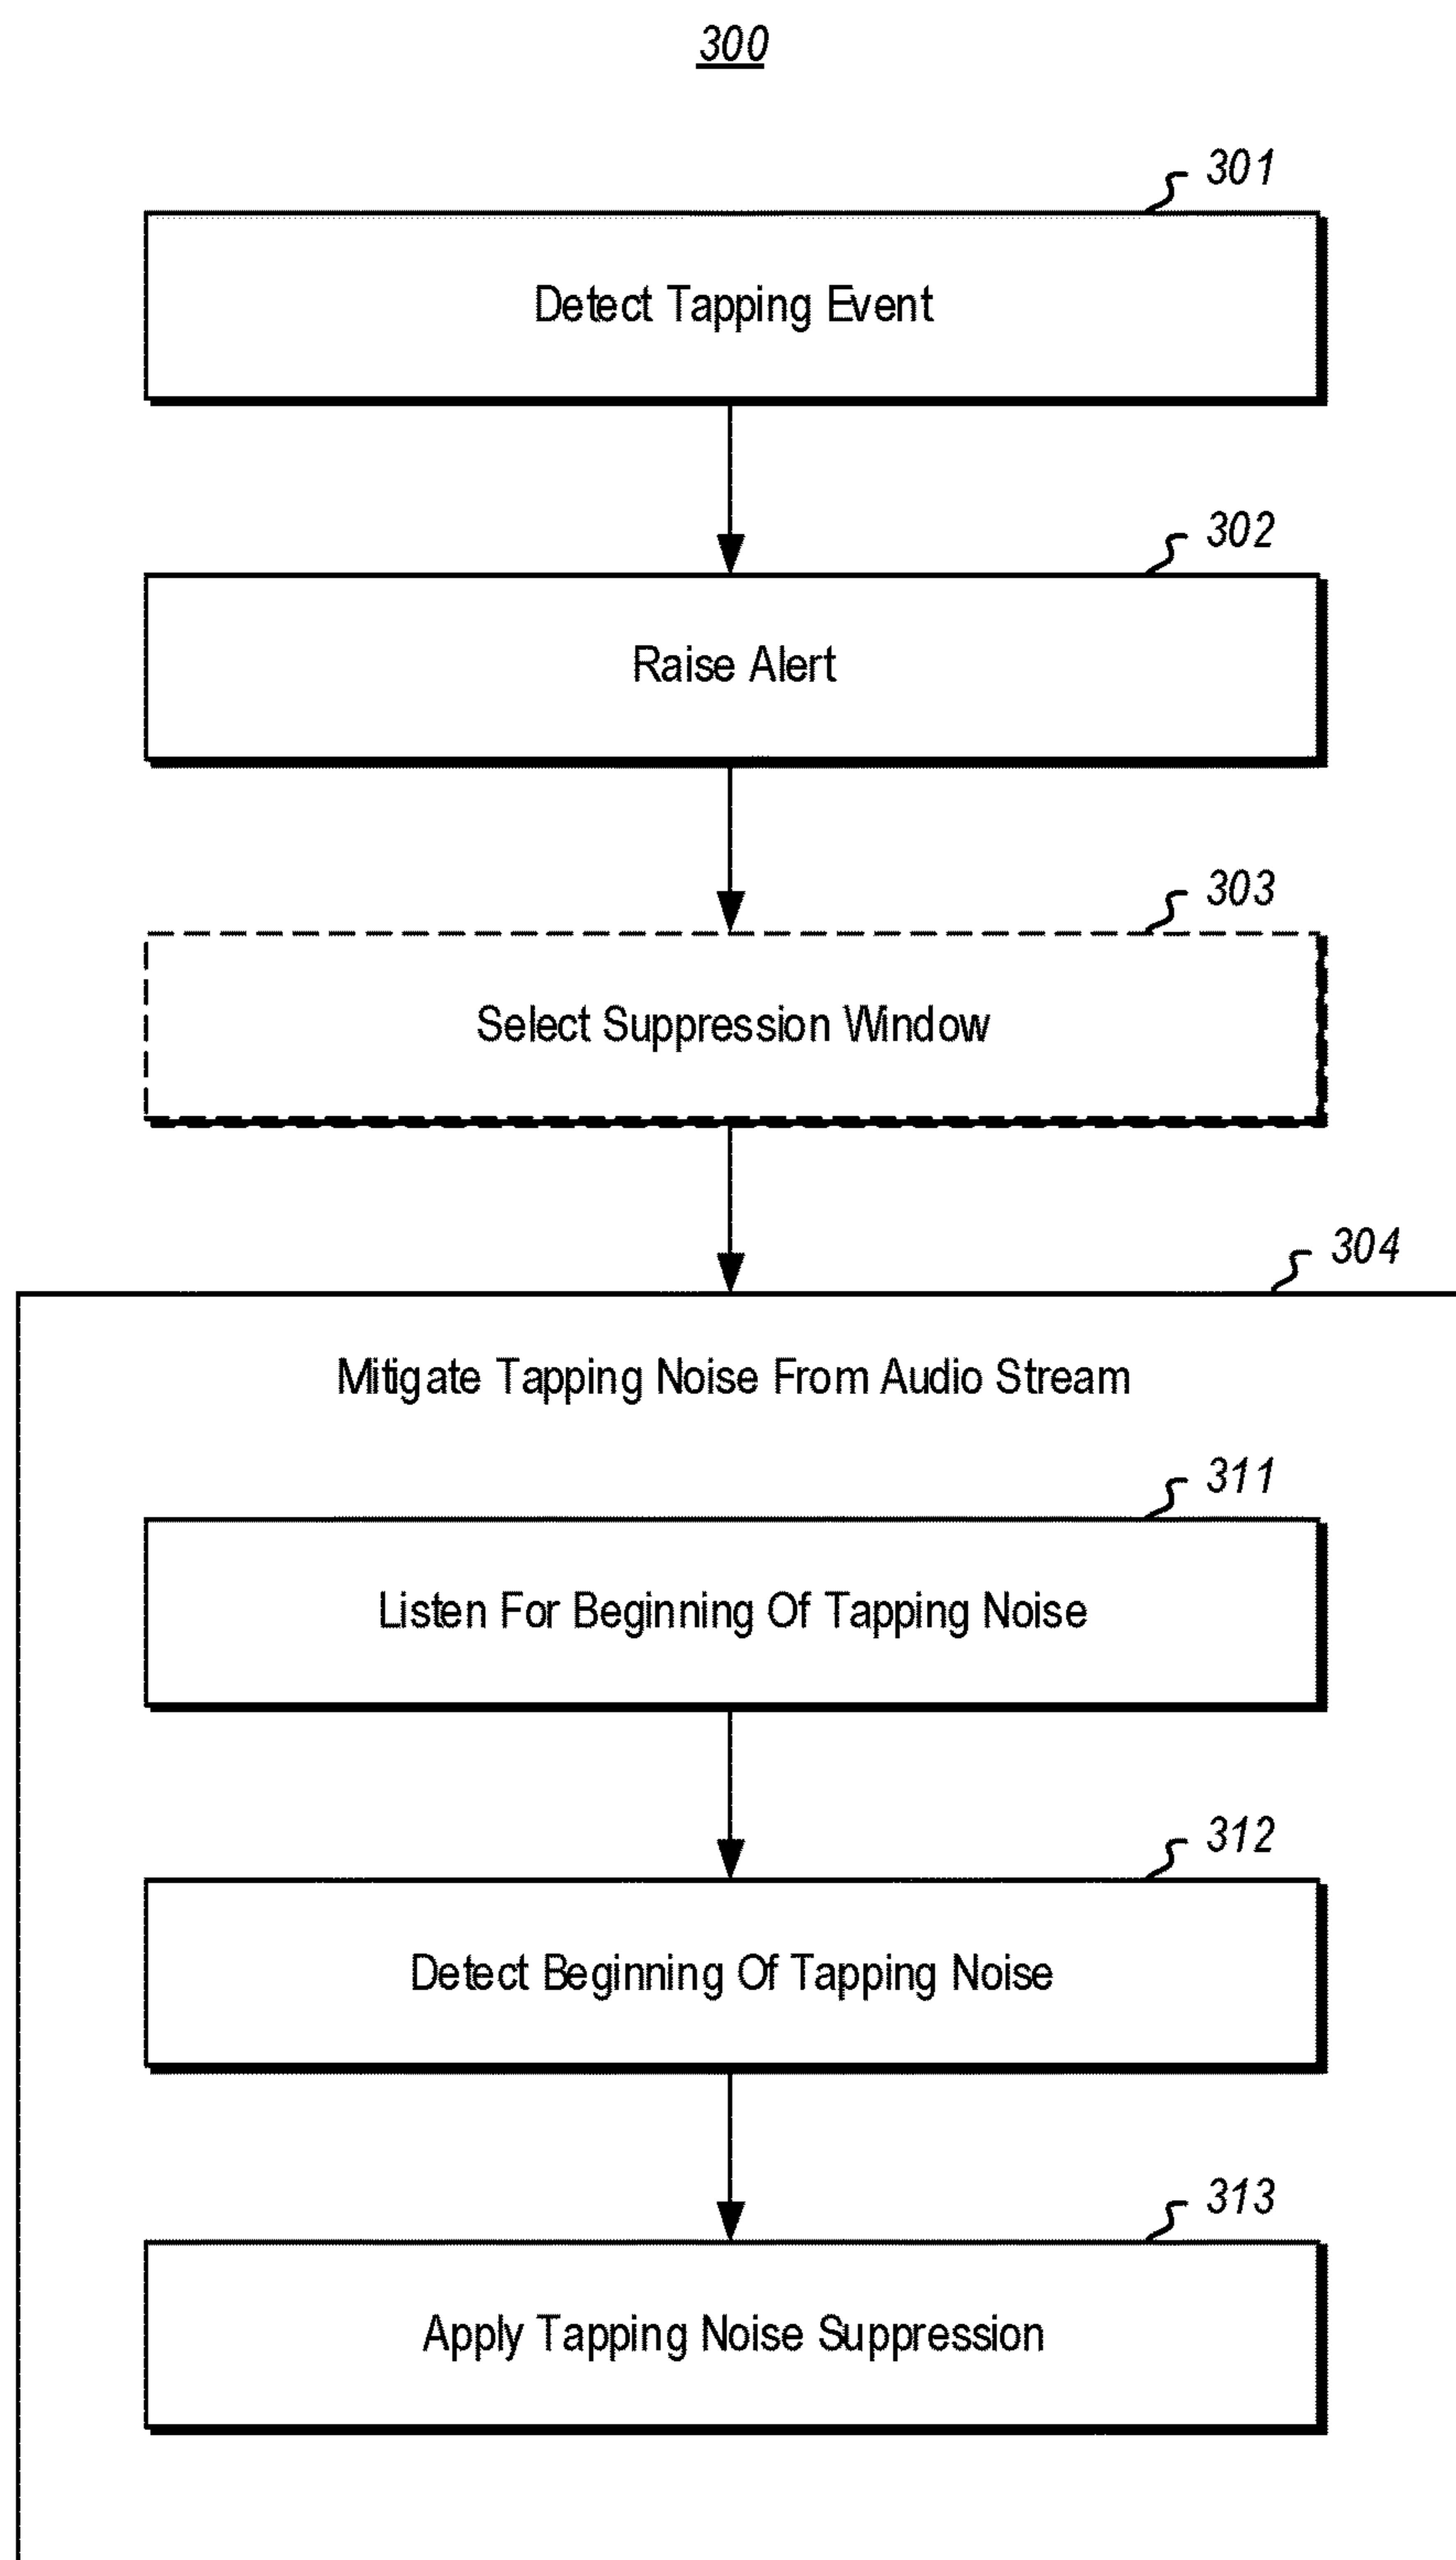 300
301
Detect Tapping Event
302
Raise Alert
303
Select Suppression Window
304
Mitigate Tapping Noise From Audio Stream
311
Listen For Beginning Of Tapping Noise
312
Detect Beginning Of Tapping Noise
313
Apply Tapping Noise Suppression